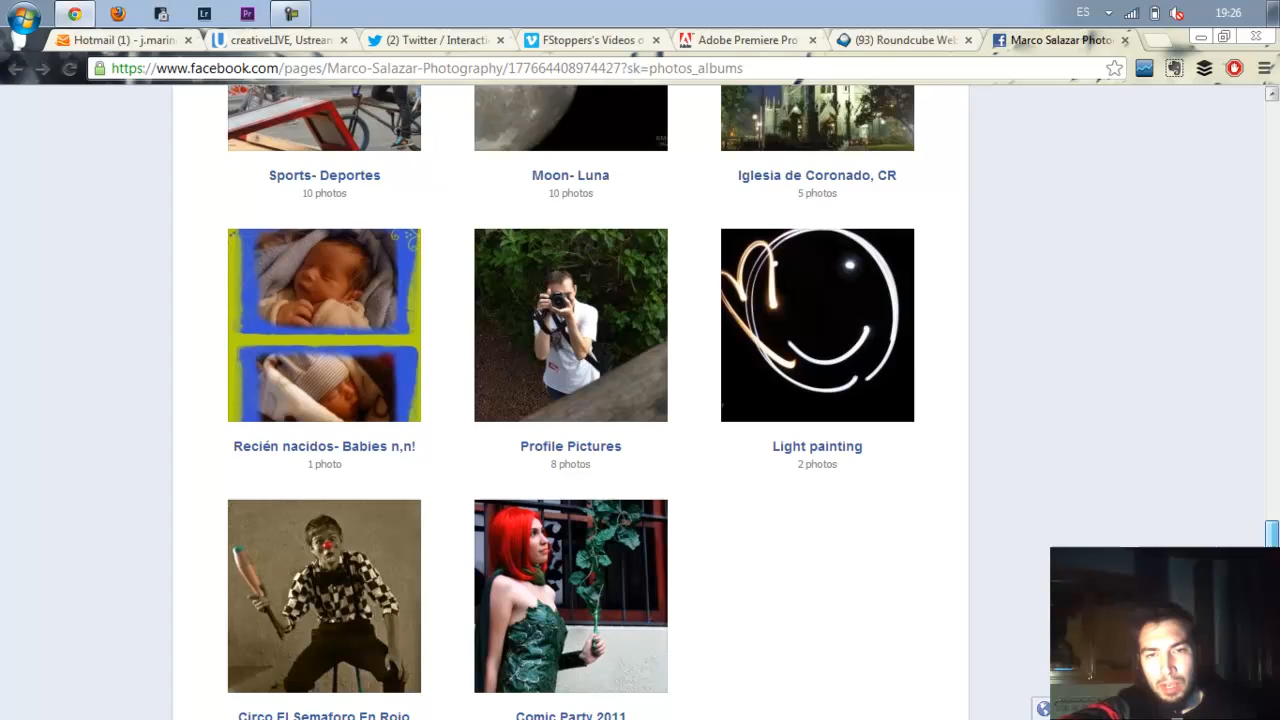 ES 19:26
Hotmail (1) - j.marin
creativeLIVE, Ustream
(2) Twitter / Interacti
FStoppers's Videos o
Adobe Premiere Pro
(93) Roundcube Web
Marco Salazar Photo
https://www.facebook.com/pages/Marco-Salazar-Photography/177664408974427?sk=photos_albums
Sports- Deportes
10 photos
Moon- Luna
10 photos
Iglesia de Coronado, CR
5 photos
Recién nacidos- Babies n,n!
1 photo
Profile Pictures
8 photos
Light painting
2 photos
Circo El Semaforo En Rojo
Comic Party 2011